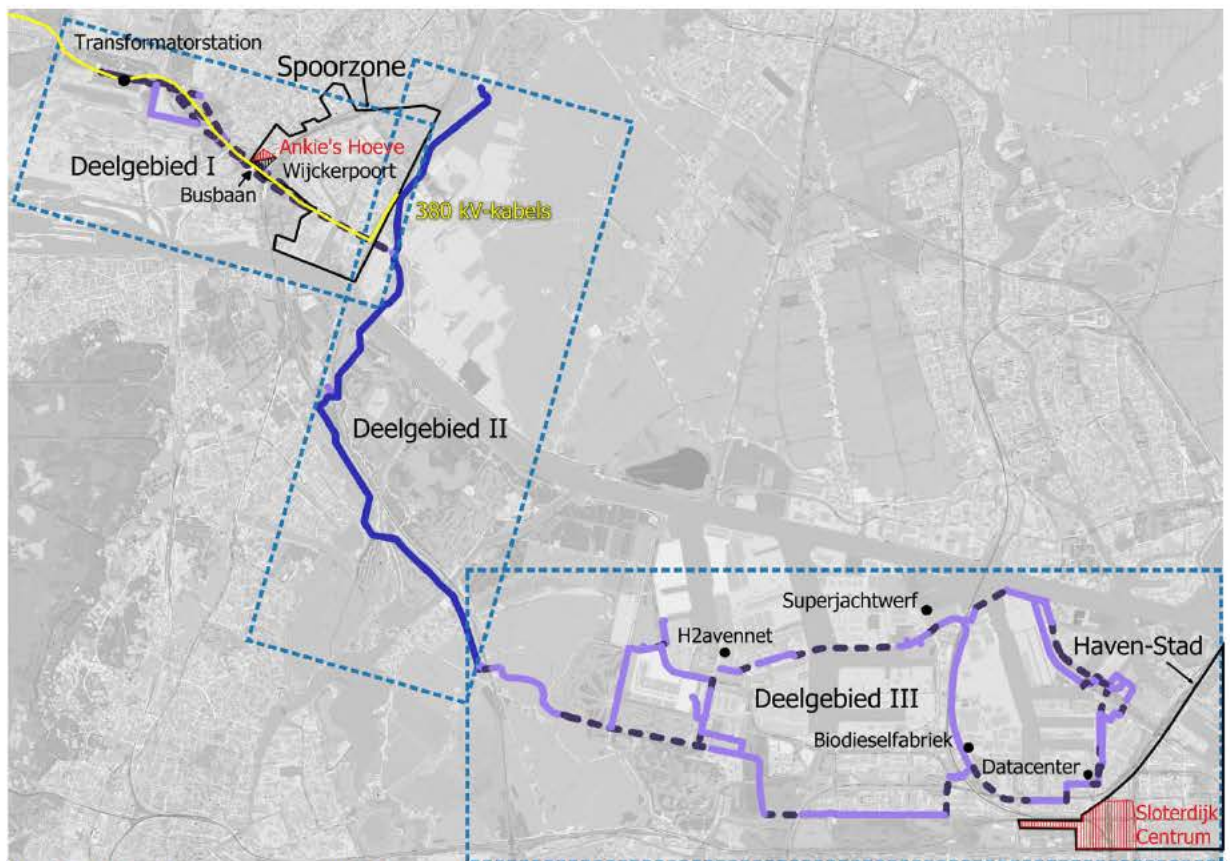 Transformatorstation
Spoorzone
Ankie's Hoeve
Deelgebied I
Wijckerpoort
Busbaan
380 kV-kabels
Deelgebied II
Superjachtwerf
H2avennet
Haven-Stad
Deelgebied III
Biodieselfabriek
Datacenter
Sloterdijk
Centrum